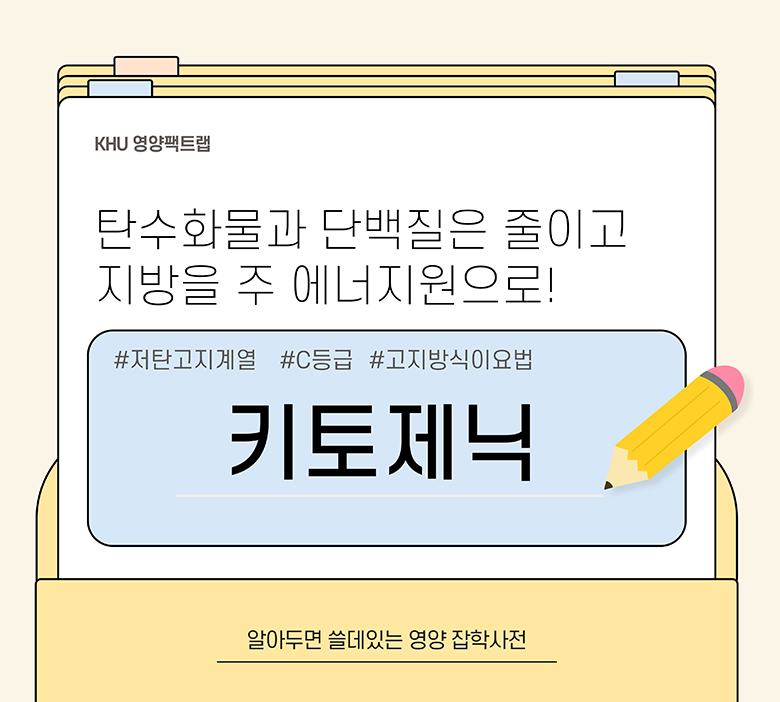 KHU 영양팩트랩
탄수화물과 단백질은 줄이고
지방을 주 에너지원으로!
#저탄고지계열 #C등급 #고지방식이요법
키토제닉
알아두면 쓸데있는 영양 잡학사전